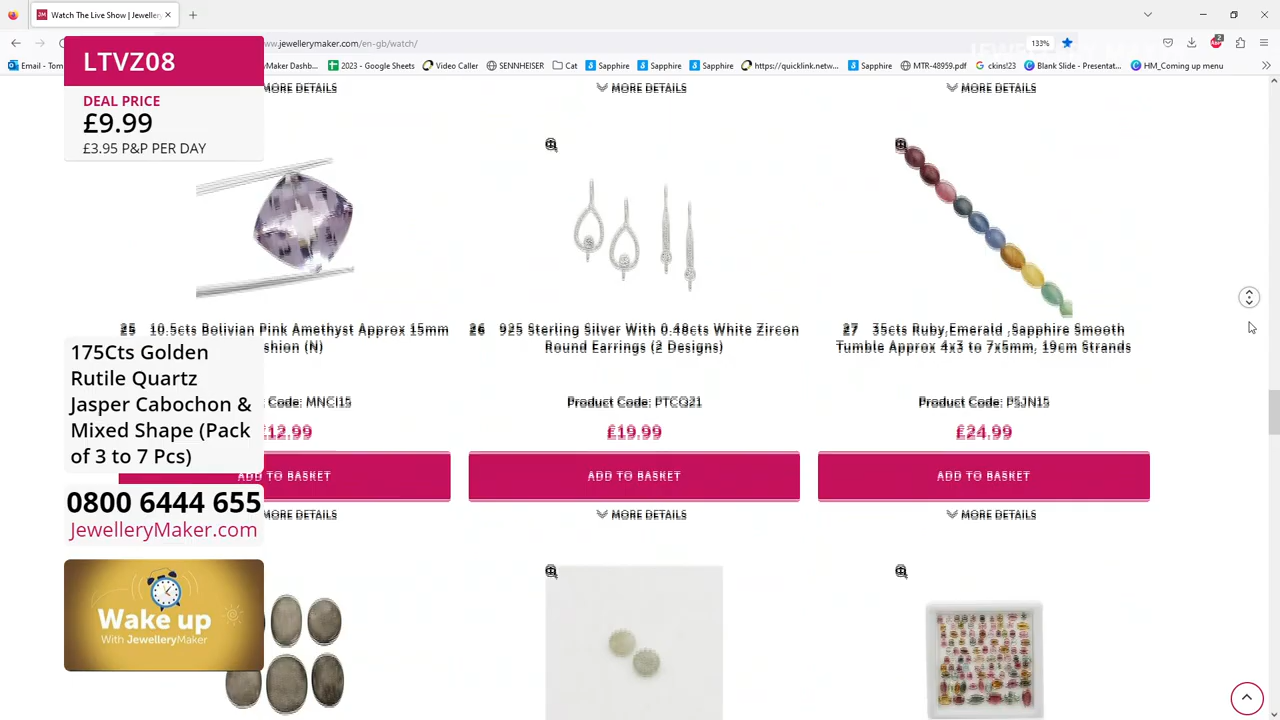 Watch The Live Show | Jeweller
ww.jewellerymaker.com/en-gb/watch/
133%
Email - Tom
Maker Dashb...
2023 - Google Sheets
Video Caller
SENNHEISER
Cat
Sapphire
Sapphire
Sapphire
https://quicklink.netw...
Sapphire
MTR-48959.pdf
ckins!23
Blank Slide - Presentat...
HM_Coming up menu
LTVZ08
DEAL PRICE
£9.99
£3.95 P&P PER DAY
MORE DETAILS
MORE DETAILS
MORE DETAILS
25 10.5cts Bolivian Pink Amethyst Approx 15mm
shion (N)
Code: MNCI15
£12.99
ADD TO BASKET
MORE DETAILS
26 925 Sterling Silver With 0.48cts White Zircon
Round Earrings (2 Designs)
Product Code: PTCQ21
£19.99
ADD TO BASKET
MORE DETAILS
27 35cts Ruby,Emerald ,Sapphire Smooth
Tumble Approx 4x3 to 7x5mm, 19cm Strands
Product Code: PSJN15
£24.99
ADD TO BASKET
MORE DETAILS
175Cts Golden
Rutile Quartz
Jasper Cabochon &
Mixed Shape (Pack
of 3 to 7 Pcs)
0800 6444 655
JewelleryMaker.com
Wake up
With JewelleryMaker